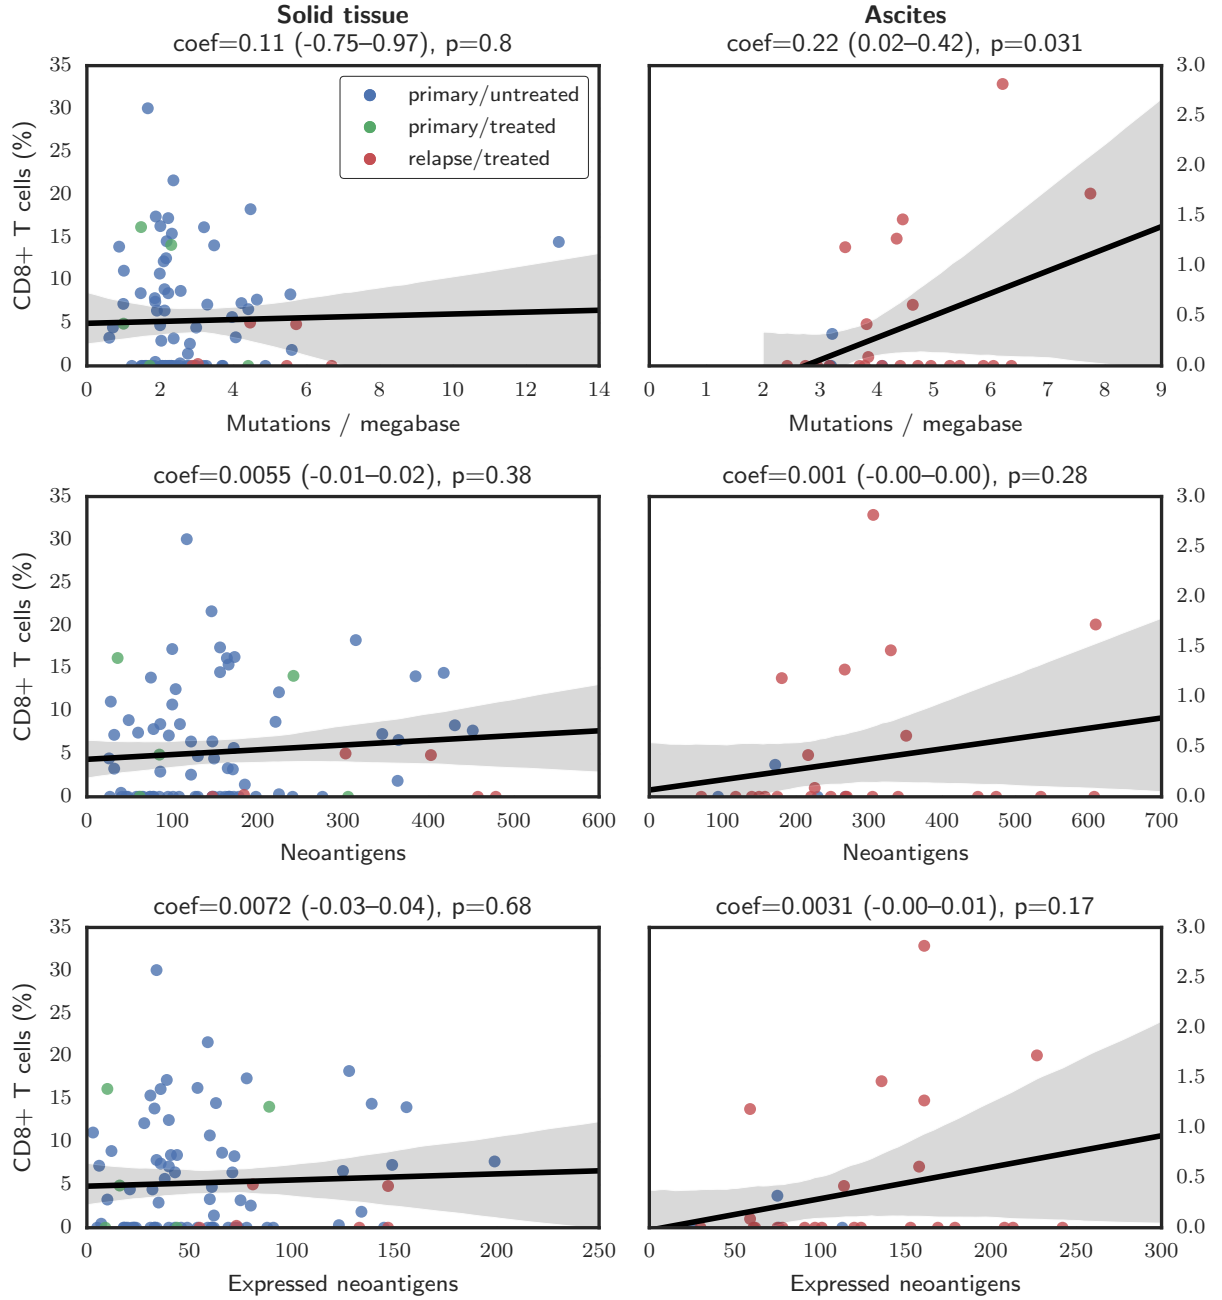 Solid tissue
coef=0.11 (-0.75–0.97), p=0.8
Ascites
coef=0.22 (0.02–0.42), p=0.031
CD8+ T cells (%)
35
30
25
20
15
10
5
0
primary/untreated
primary/treated
relapse/treated
3.0
2.5
2.0
1.5
1.0
0.5
0.0
0 2 4 6 8 10 12 14
0 1 2 3 4 5 6 7 8 9
Mutations / megabase
Mutations / megabase
coef=0.0055 (-0.01–0.02), p=0.38
coef=0.001 (-0.00–0.00), p=0.28
CD8+ T cells (%)
35
30
25
20
15
10
5
0
3.0
2.5
2.0
1.5
1.0
0.5
0.0
0 100 200 300 400 500 600
0 100 200 300 400 500 600 700
Neoantigens
Neoantigens
coef=0.0072 (-0.03–0.04), p=0.68
coef=0.0031 (-0.00–0.01), p=0.17
CD8+ T cells (%)
35
30
25
20
15
10
5
0
3.0
2.5
2.0
1.5
1.0
0.5
0.0
0 50 100 150 200 250
0 50 100 150 200 250 300
Expressed neoantigens
Expressed neoantigens